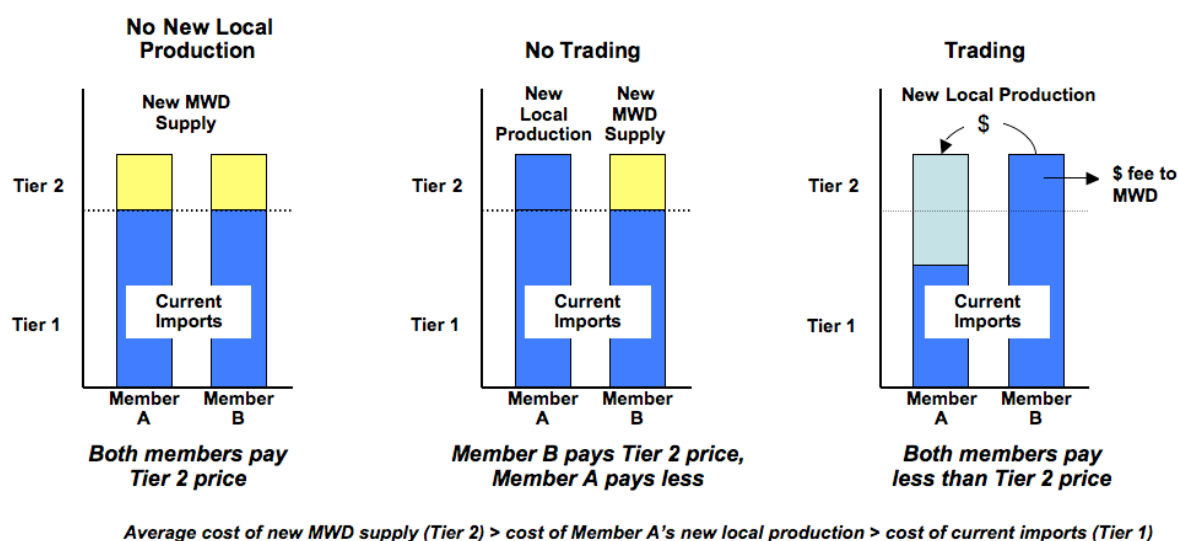 No New Local
Production
New MWD
Supply
Tier 2
Tier 1
Current
Imports
Member
A
Member
B
Both members pay
Tier 2 price
No Trading
New
Local
Production
New
MWD
Supply
Tier 2
Tier 1
Current
Imports
Member
A
Member
B
Member B pays Tier 2 price,
Member A pays less
Trading
New Local Production
$
Tier 2
$ fee to
MWD
Tier 1
Current
Imports
Member
A
Member
B
Both members pay
less than Tier 2 price
Average cost of new MWD supply (Tier 2) > cost of Member A's new local production > cost of current imports (Tier 1)